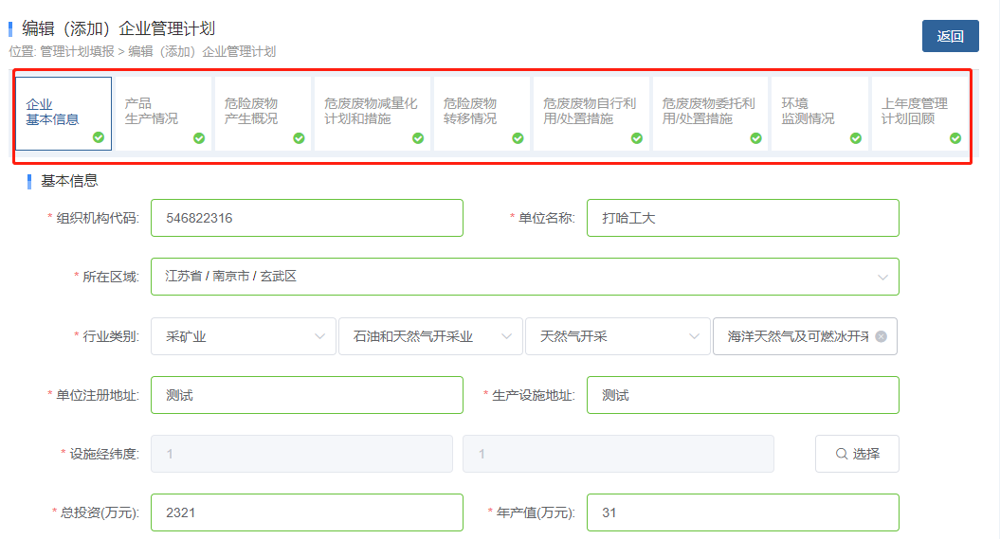 编辑（添加）企业管理计划
返回
位置: 管理计划填报 > 编辑（添加）企业管理计划
企业
基本信息
产品
生产情况
危险废物
产生概况
危废废物减量化
计划和措施
危险废物
转移情况
危废废物自行利
用/处置措施
危废废物委托利
用/处置措施
环境
监测情况
上年度管理
计划回顾
基本信息
* 组织机构代码: 546822316 * 单位名称: 打哈工大
* 所在区域: 江苏省 / 南京市 / 玄武区
* 行业类别: 采矿业 石油和天然气开采业 天然气开采 海洋天然气及可燃冰开采
* 单位注册地址: 测试 * 生产设施地址: 测试
* 设施经纬度: 1 1 选择
* 总投资(万元): 2321 * 年产值(万元): 31